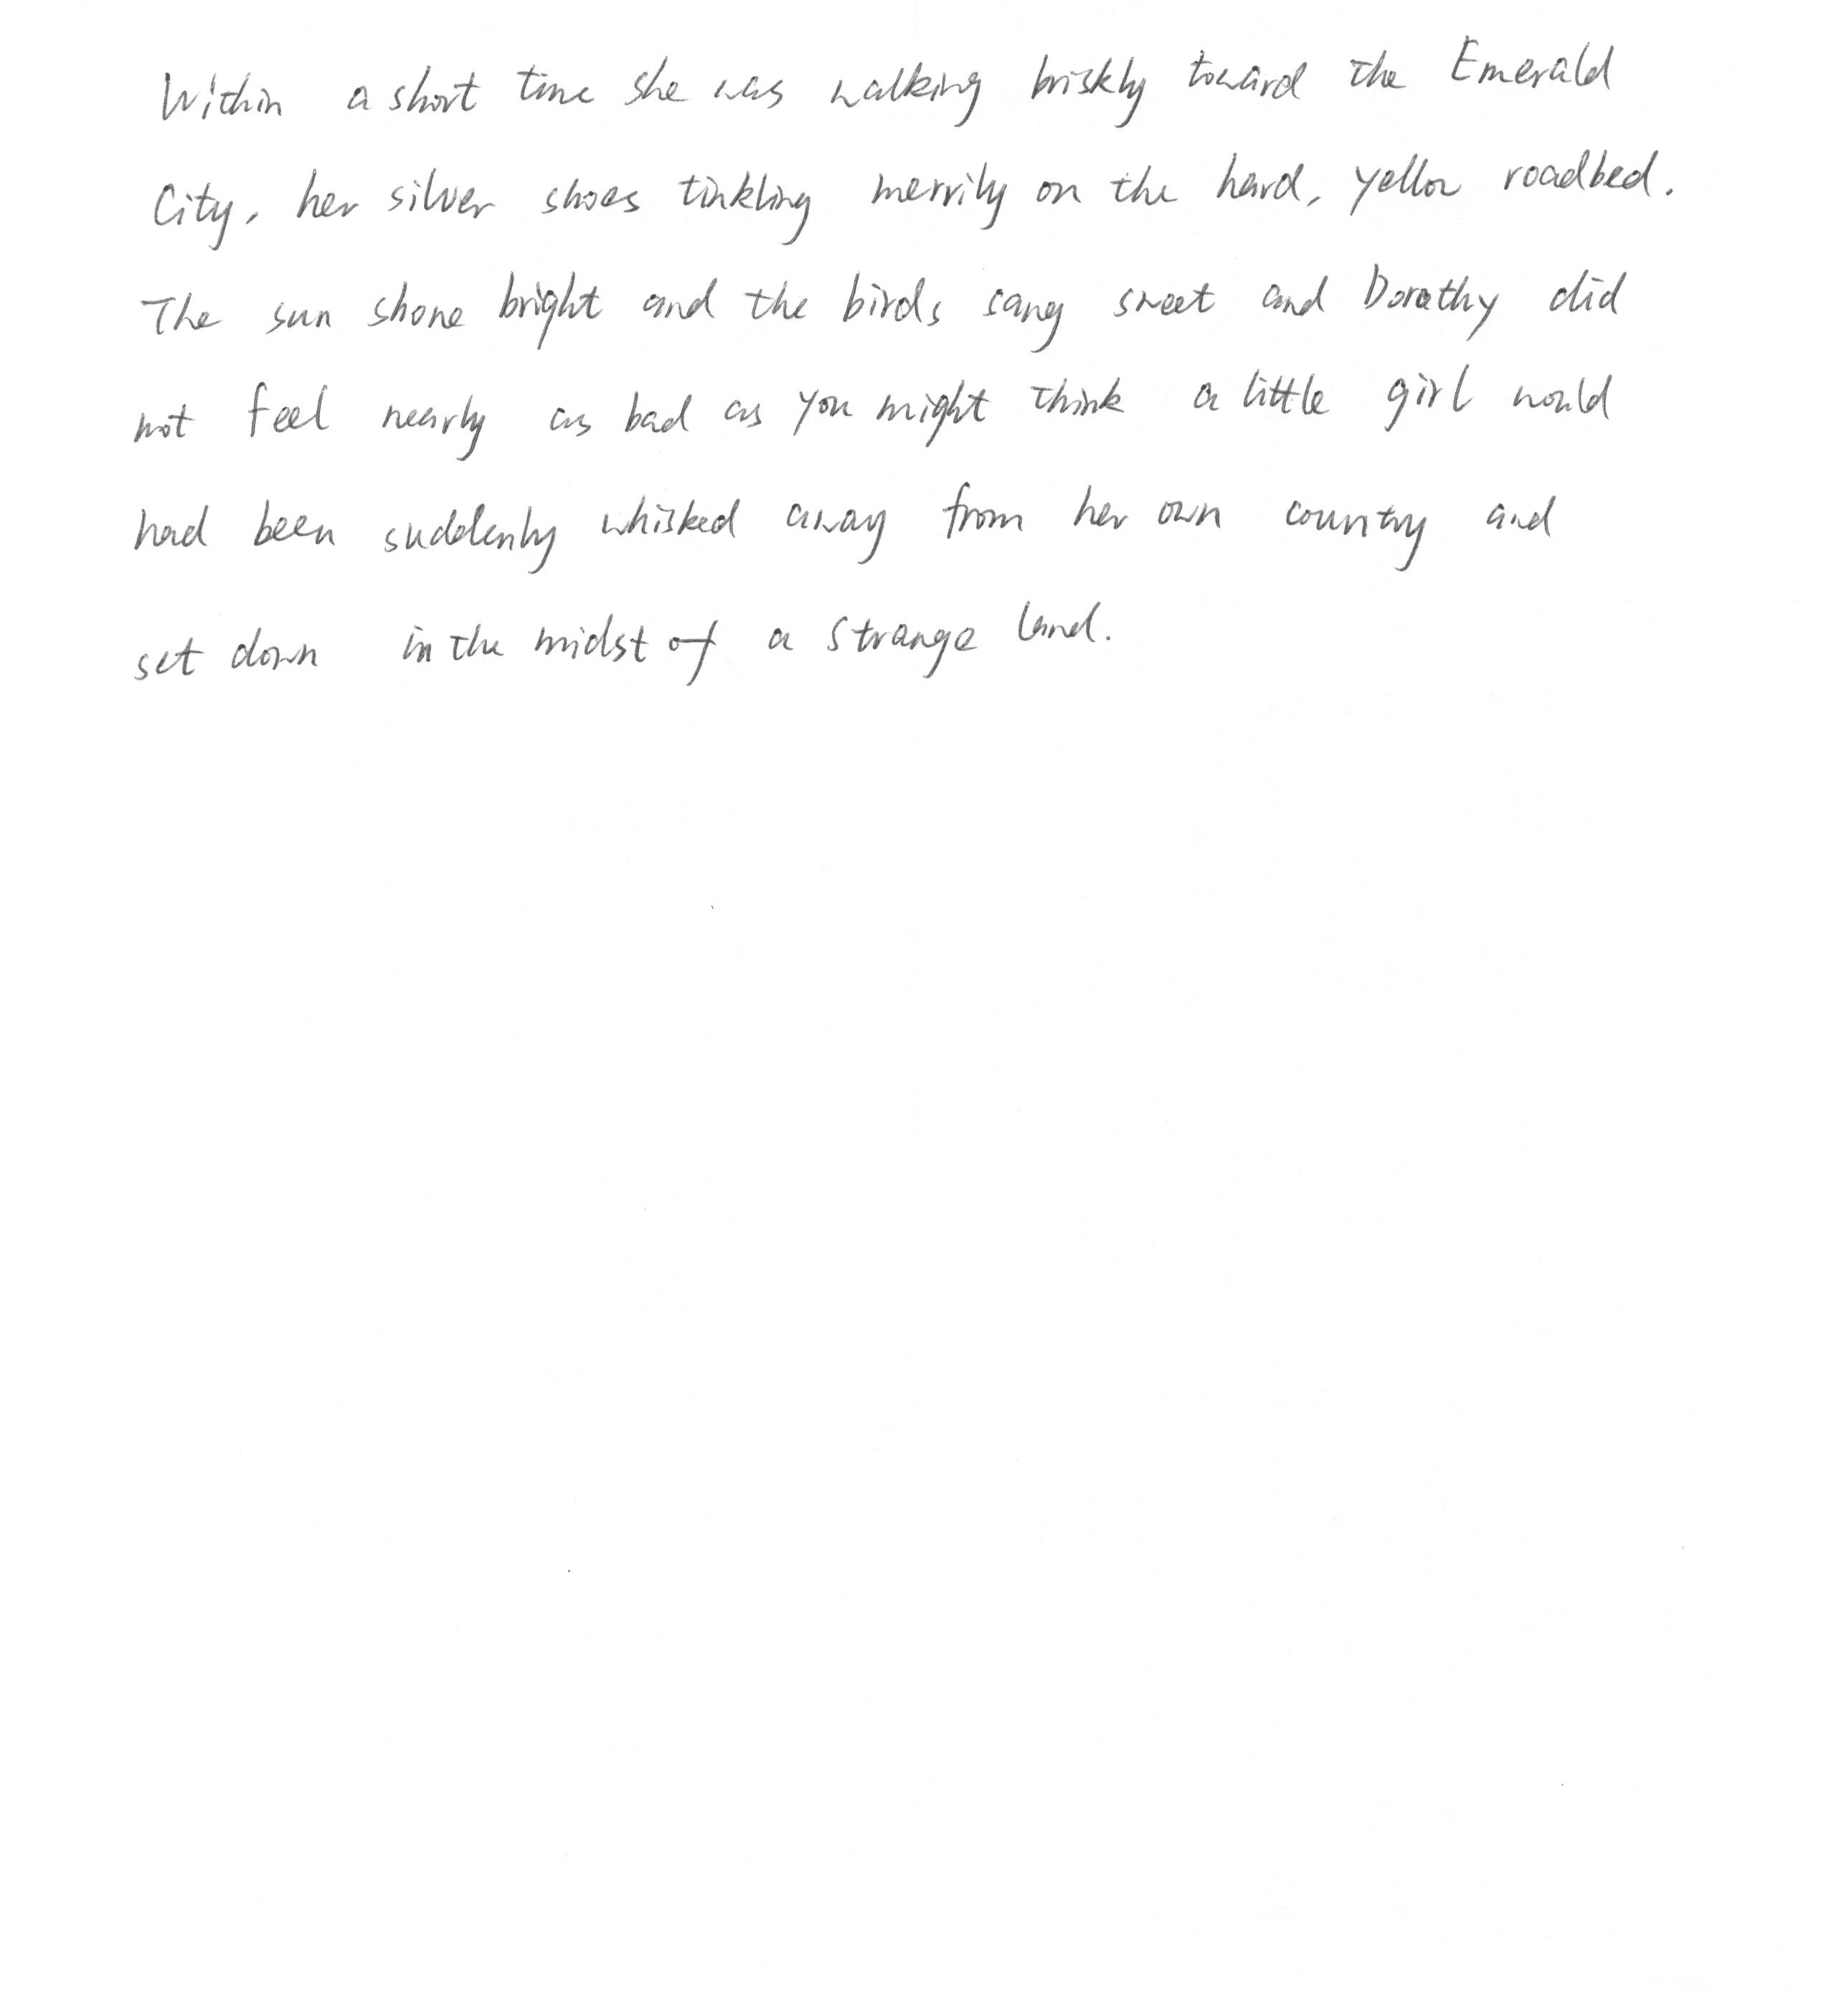 Within a short time she was walking briskly toward the Emerald
City, her silver shoes tinkling merrily on the hard, yellow roadbed.
The sun shone bright and the birds sang sweet and Dorothy did
not feel nearly as bad as you might think a little girl would
had been suddenly whisked away from her own country and
set down in the midst of a strange land.